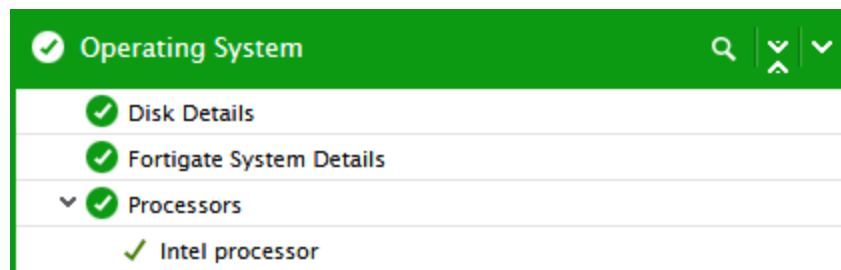 Operating System
Disk Details
Fortigate System Details
Processors
Intel processor